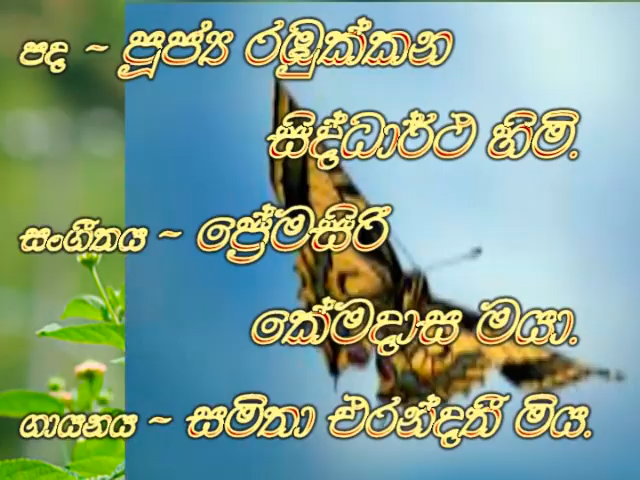 පද ~ පූජ්‍ය රඹුක්කන
සිද්ධාර්ථ හිමි.
සංගීතය ~ ප්‍රේමසිරි
කේමදාස මයා.
ගායනය ~ සමිතා එරන්දතී මිය.